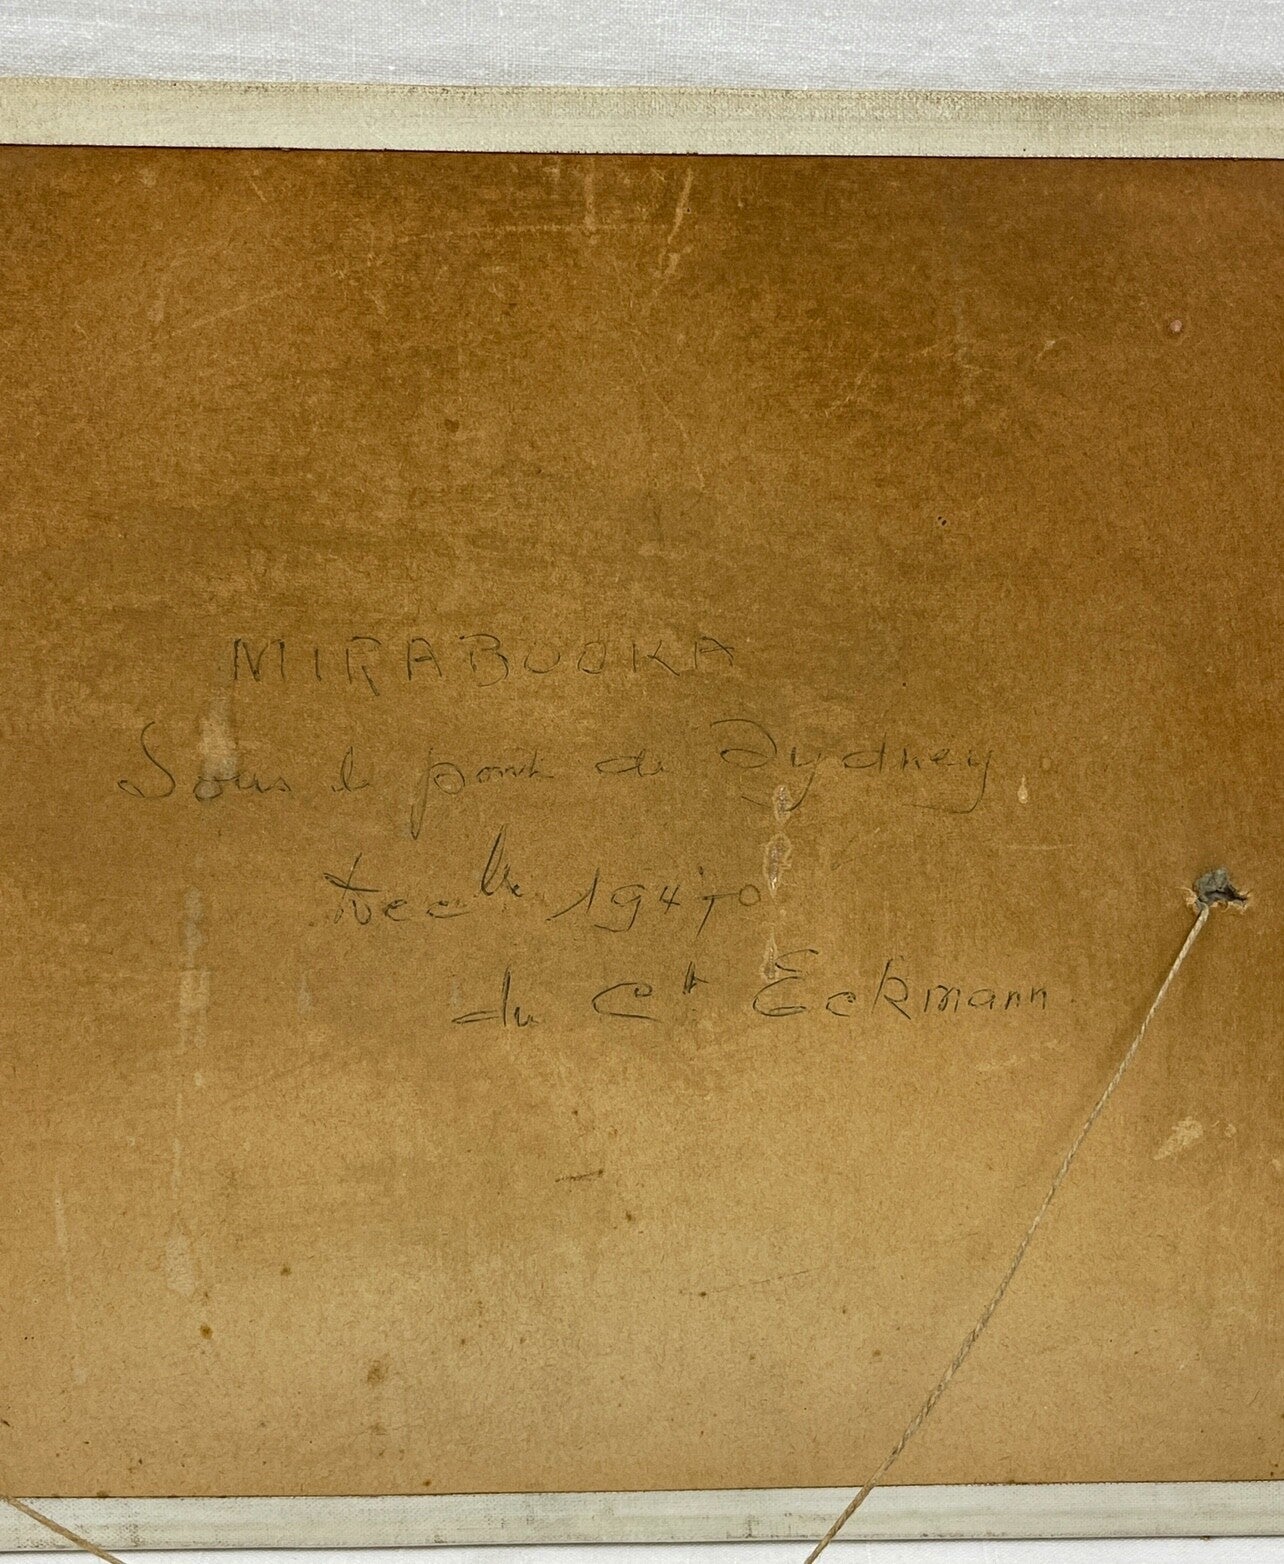 MIRABOOKA
Sous le pont de Sydney
du Ct Eckmann